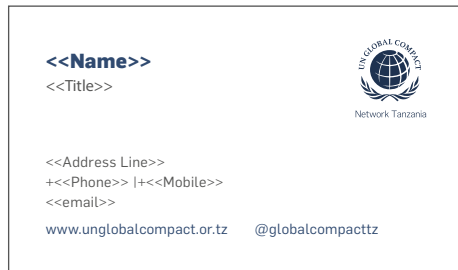 <<Name>>
<<Title>>
UN GLOBAL COMPACT
Network Tanzania
<<Address Line>>
+<<Phone>> |+<<Mobile>>
<<email>>
www.unglobalcompact.or.tz @globalcompacttz